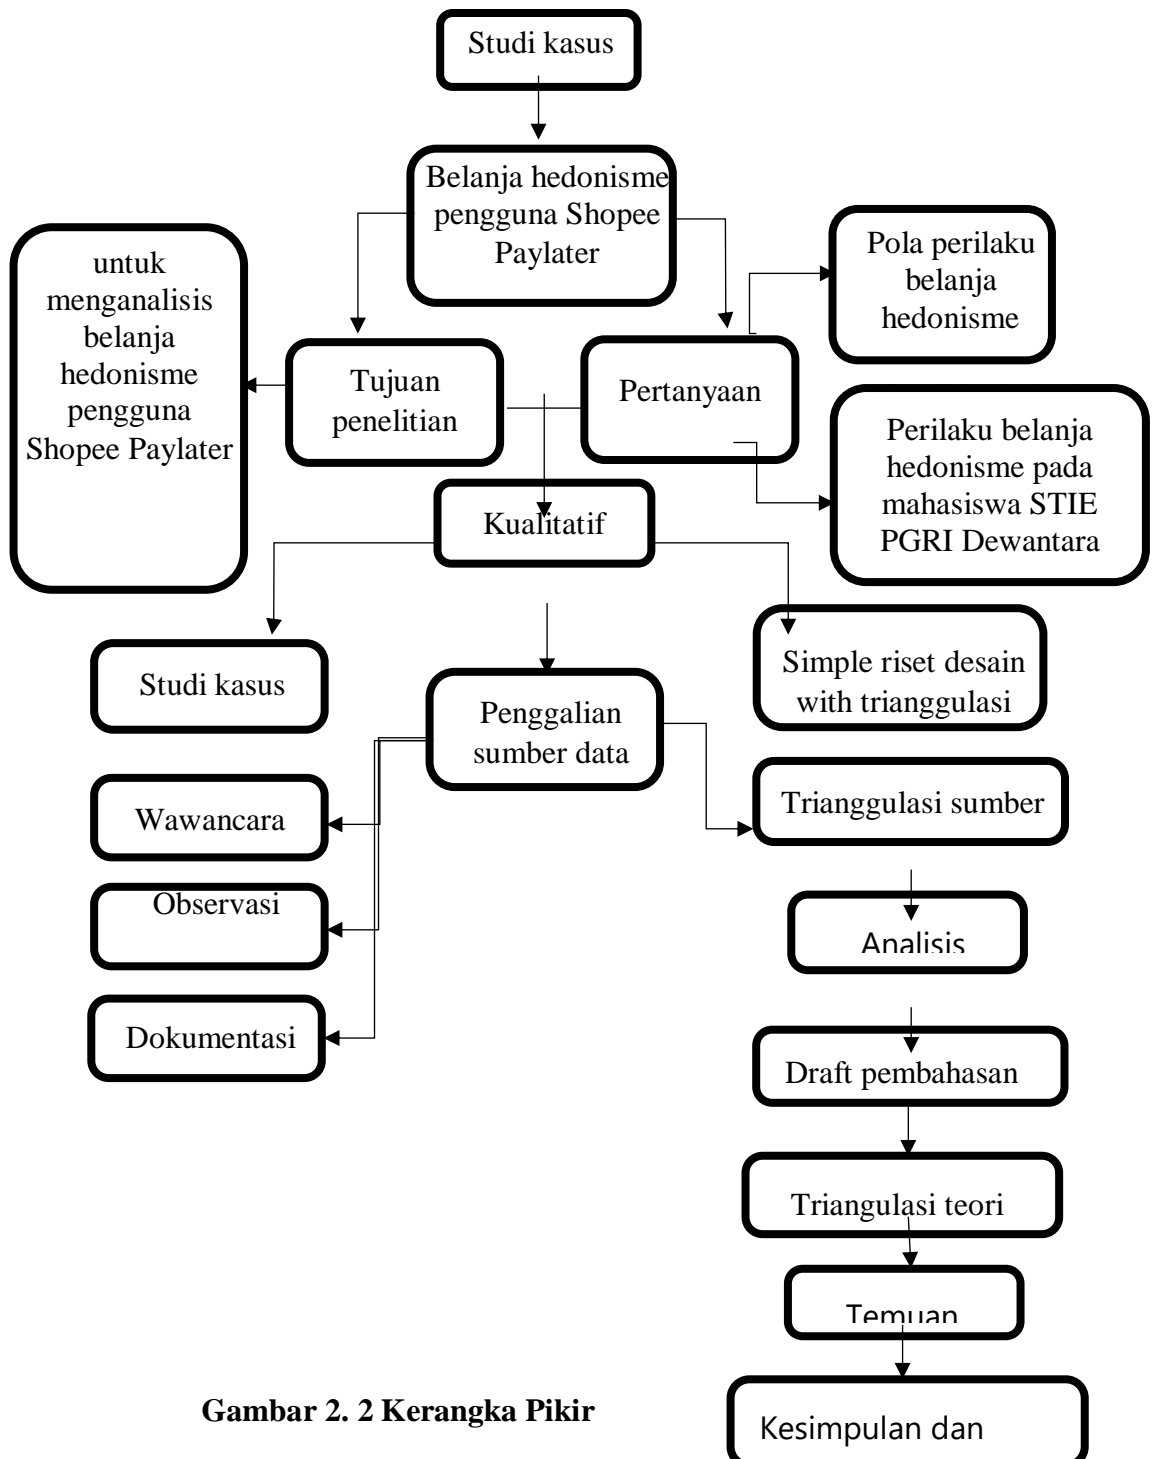 Studi kasus
Belanja hedonisme
pengguna Shopee
Paylater
untuk
menganalisis
belanja
hedonisme
pengguna
Shopee Paylater
Tujuan
penelitian
Pertanyaan
Pola perilaku
belanja
hedonisme
Perilaku belanja
hedonisme pada
mahasiswa STIE
PGRI Dewantara
Kualitatif
Studi kasus
Penggalian
sumber data
Simple riset desain
with trianggulasi
Wawancara
Observasi
Dokumentasi
Trianggulasi sumber
Analisis
Draft pembahasan
Triangulasi teori
Temuan
Kesimpulan dan
Gambar 2. 2 Kerangka Pikir